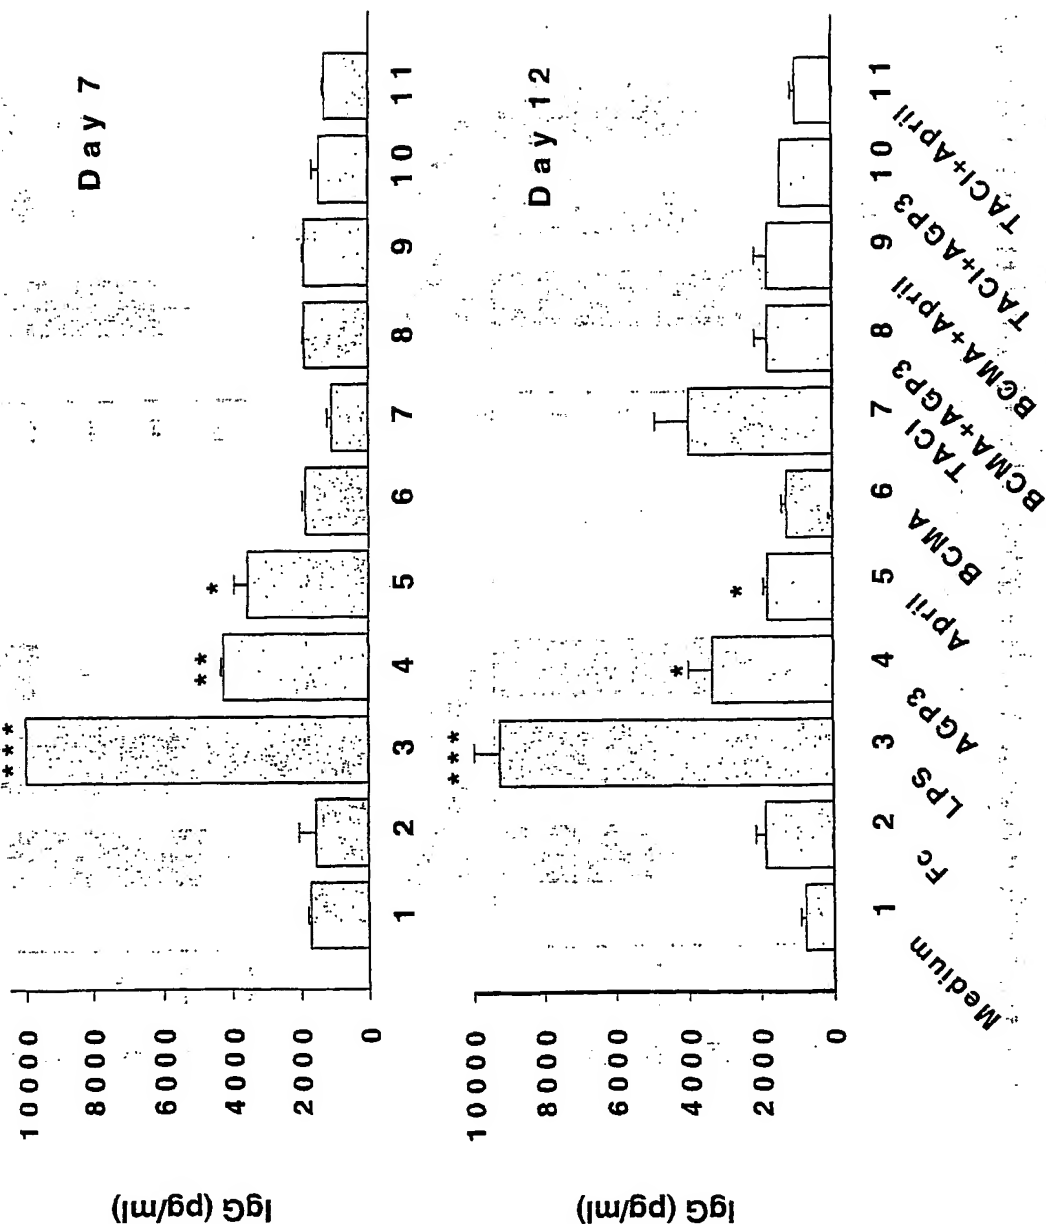 Day 7
IgG (pg/ml)
10000
8000
6000
4000
2000
0
***
**
*
1 2 3 4 5 6 7 8 9 10 11
Day 12
IgG (pg/ml)
10000
8000
6000
4000
2000
0
***
*
*
1 2 3 4 5 6 7 8 9 10 11
Medium
Fc
LPS
AGP3
April
BCMA
TACI
BCMA+AGP3
BCMA+April
TACI+AGP3
TACI+April